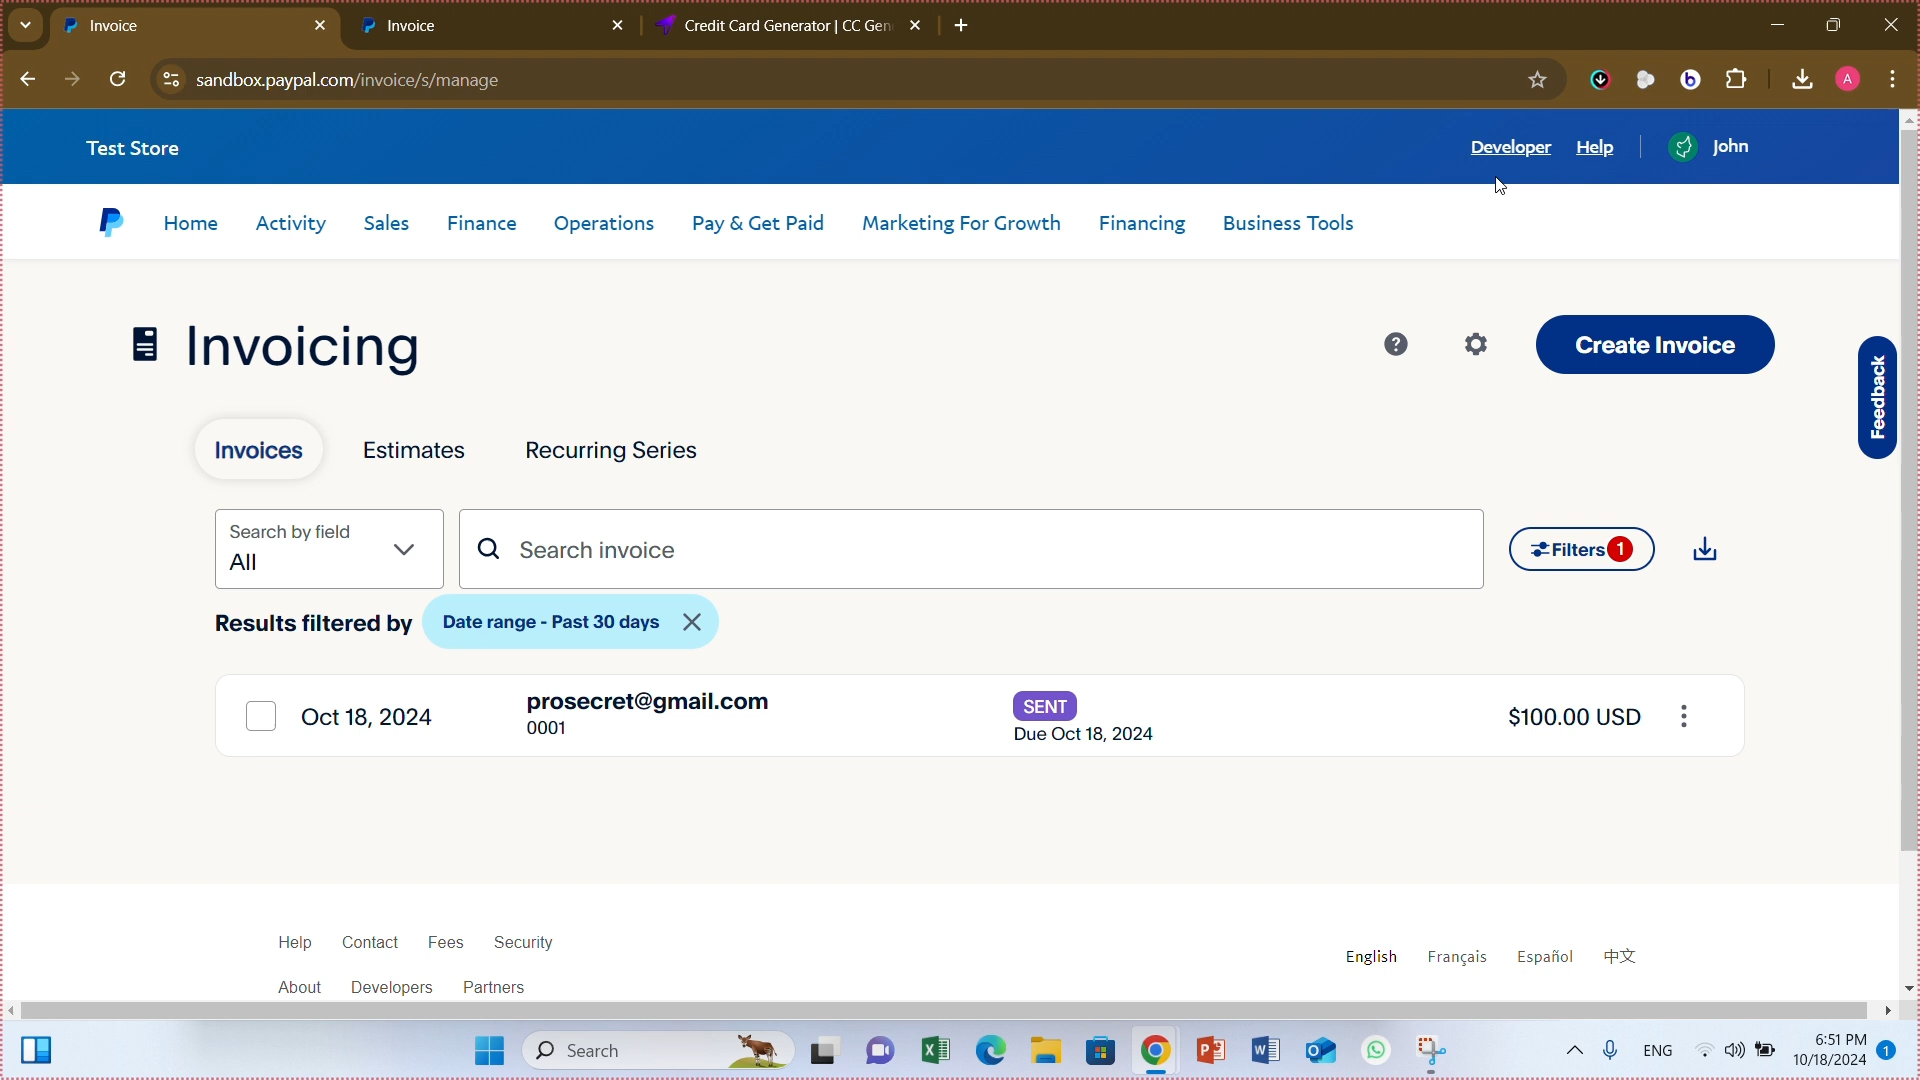 Invoice
Invoice
Credit Card Generator | CC Gen
sandbox.paypal.com/invoice/s/manage
A
Test Store
Developer
Help
John
Home
Activity
Sales
Finance
Operations
Pay & Get Paid
Marketing For Growth
Financing
Business Tools
Invoicing
Create Invoice
Feedback
Invoices
Estimates
Recurring Series
Search by field
All
Search invoice
Filters 1
Results filtered by
Date range - Past 30 days
Oct 18, 2024
prosecret@gmail.com
0001
SENT
Due Oct 18, 2024
$100.00 USD
Help
Contact
Fees
Security
English
Français
Español
中文
About
Developers
Partners
Search
ENG
6:51 PM
10/18/2024
1